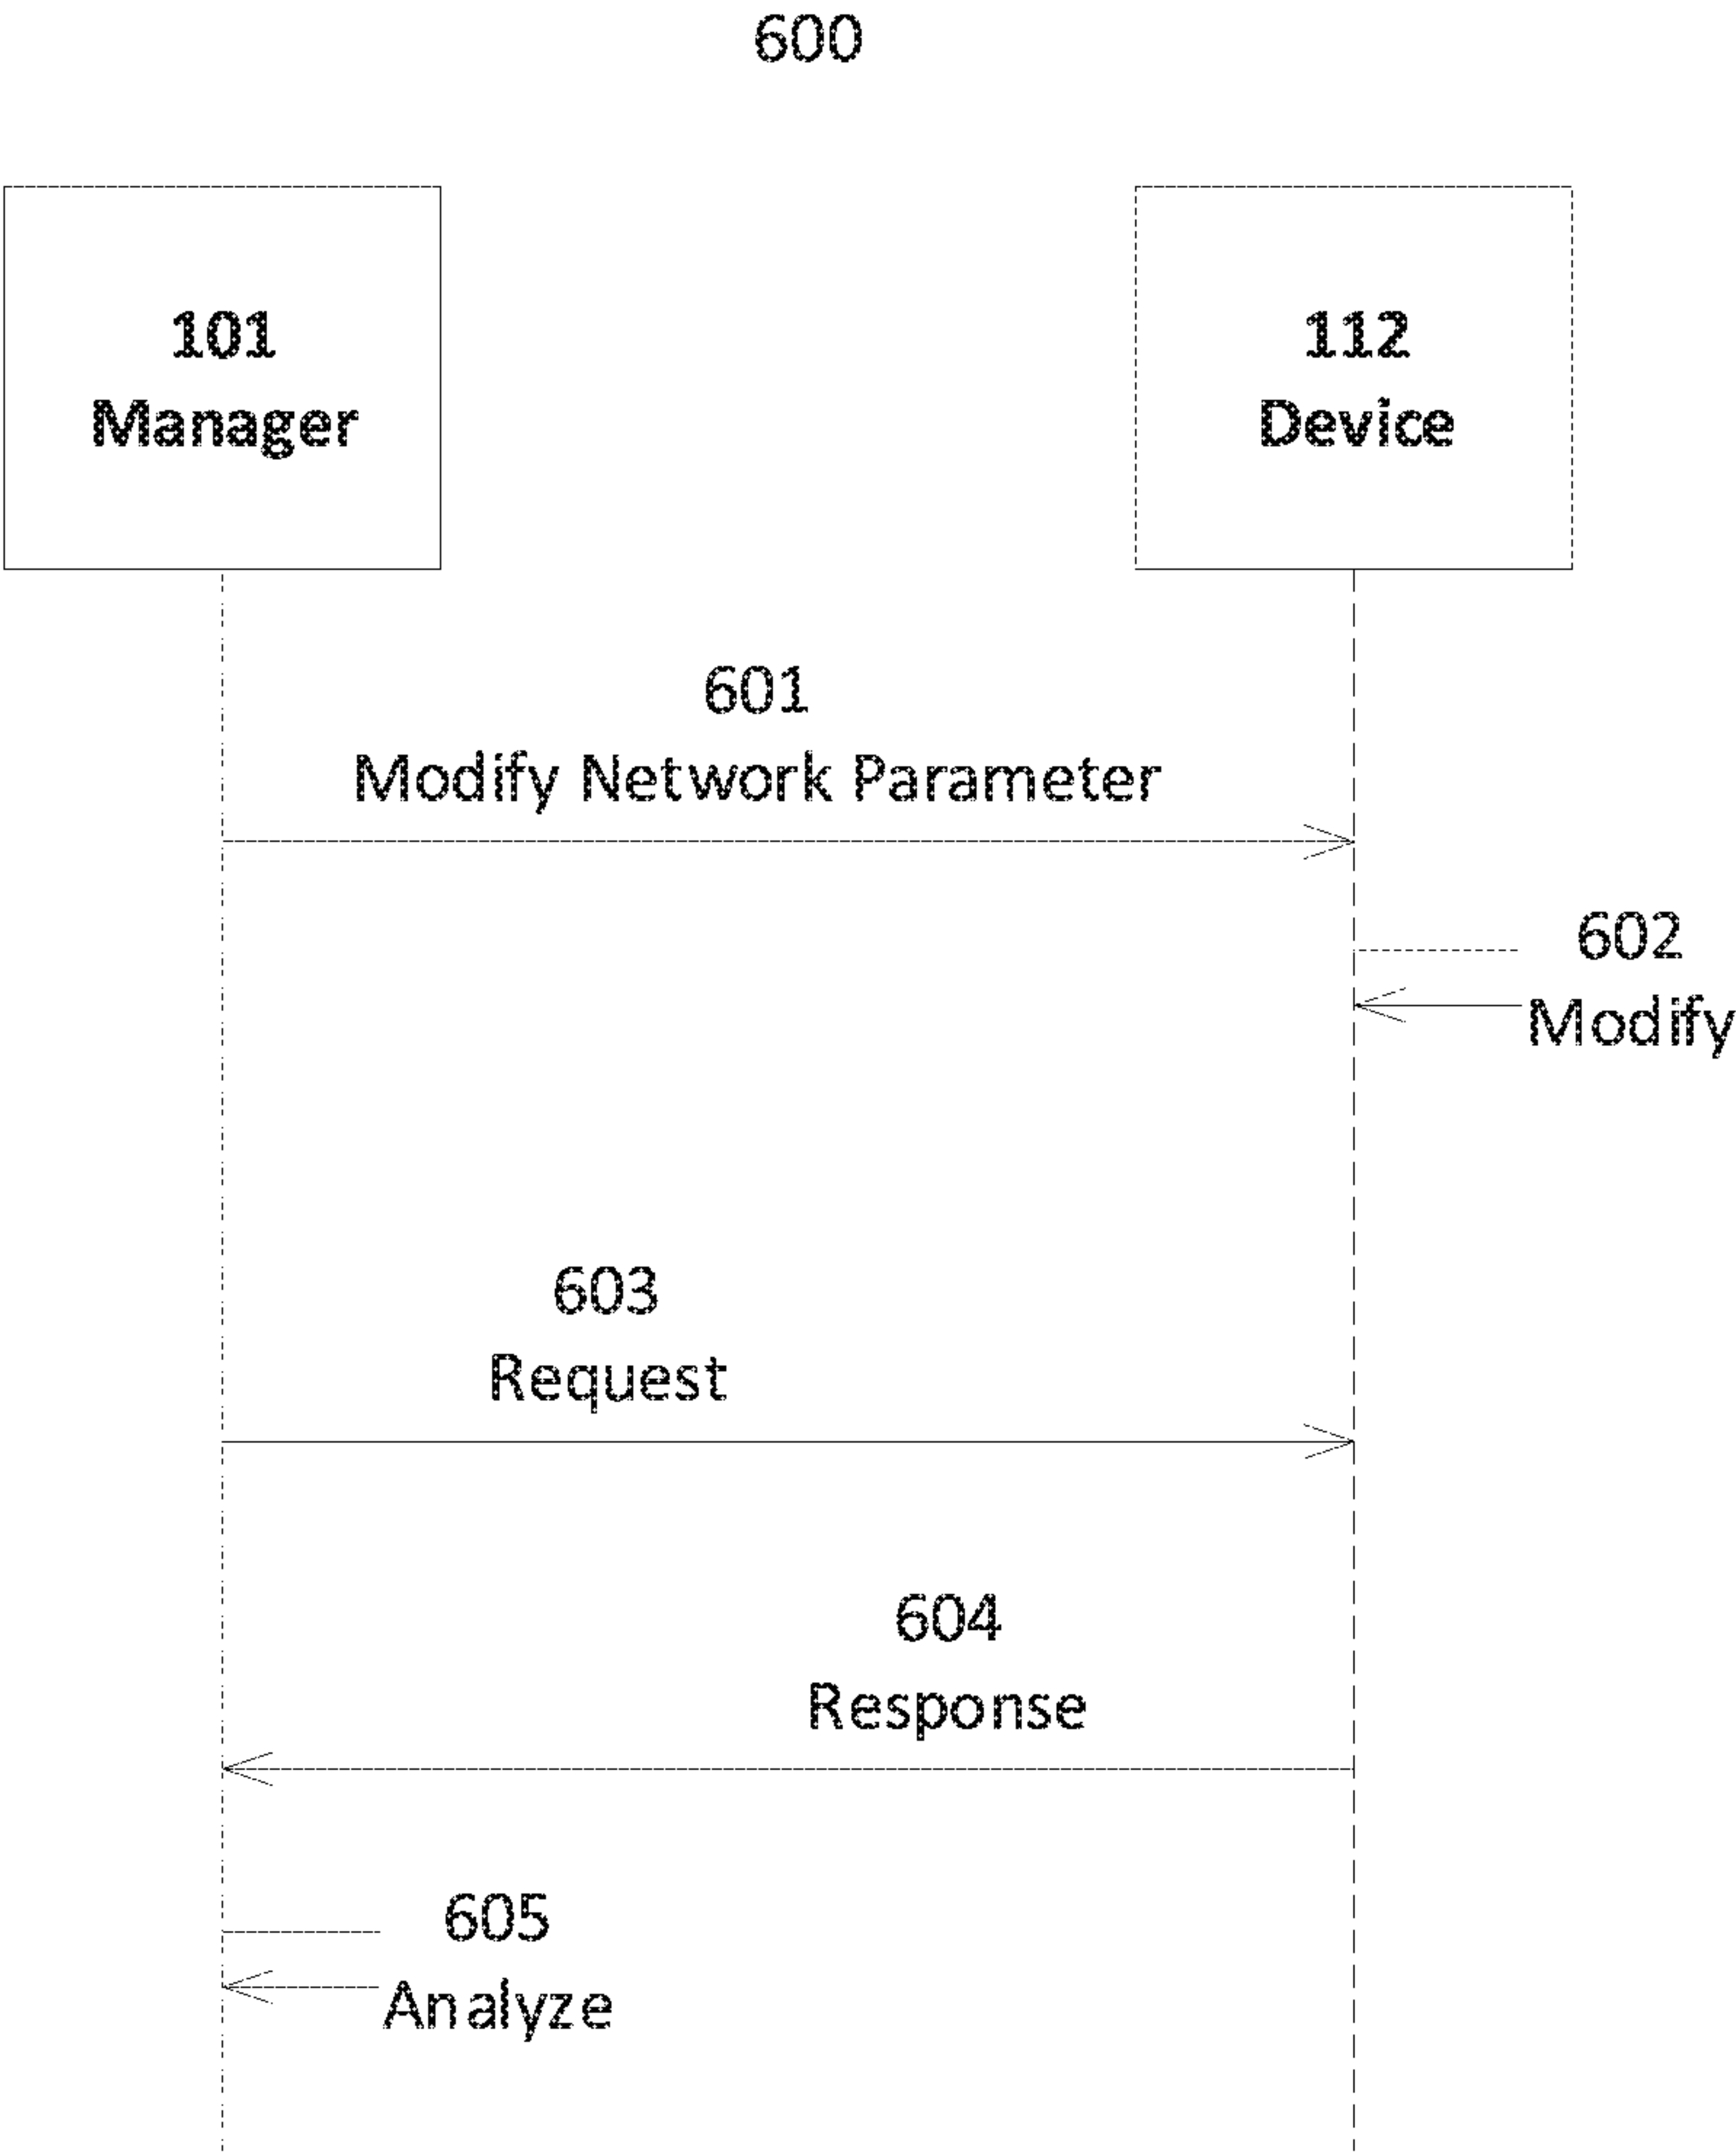 600
101
Manager
112
Device
601
Modify Network Parameter
602
Modify
603
Request
604
Response
605
Analyze